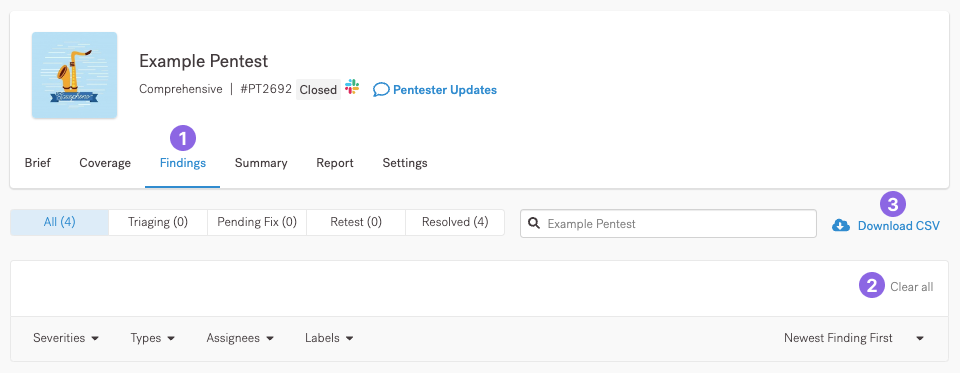 Example Pentest
Comprehensive | #PT2692 Closed Pentester Updates
1
Brief Coverage Findings Summary Report Settings
3
All (4) Triaging (0) Pending Fix (0) Retest (0) Resolved (4) Example Pentest Download CSV
2 Clear all
Severities Types Assignees Labels Newest Finding First